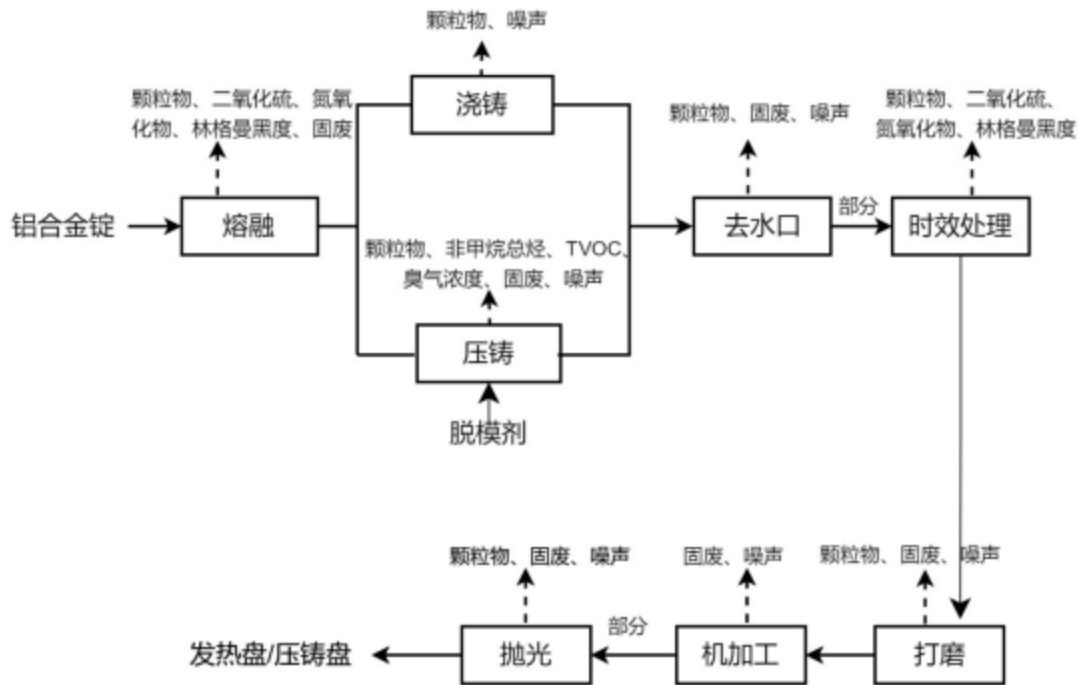 颗粒物、噪声
浇铸
颗粒物、二氧化硫、氮氧
化物、林格曼黑度、固废
颗粒物、固废、噪声
颗粒物、二氧化硫、
氮氧化物、林格曼黑度
铝合金锭
熔融
去水口
部分
时效处理
颗粒物、非甲烷总烃、TVOC、
臭气浓度、固废、噪声
压铸
脱模剂
颗粒物、固废、噪声
固废、噪声
颗粒物、固废、噪声
发热盘/压铸盘
抛光
部分
机加工
打磨